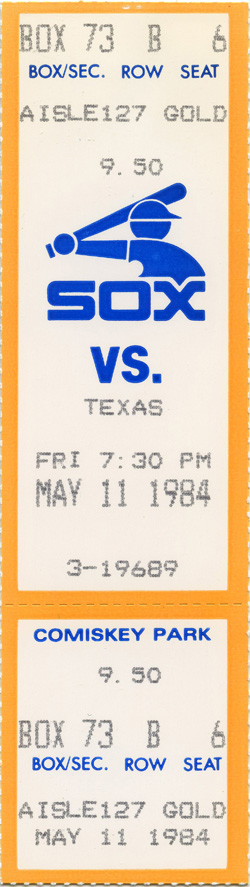 BOX 73 B 6
BOX/SEC. ROW SEAT
AISLE127 GOLD
9.50
SOX
VS.
TEXAS
FRI 7:30 PM
MAY 11 1984
3-19689
COMISKEY PARK
9.50
BOX 73 B 6
BOX/SEC. ROW SEAT
AISLE127 GOLD
MAY 11 1984